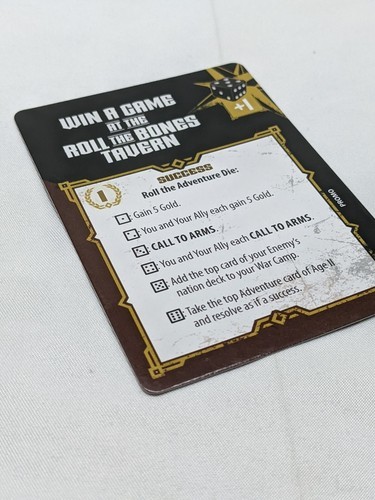 WIN A GAME
AT THE
ROLL THE BONES
TAVERN
+1
SUCCESS
1
Roll the Adventure Die:
: Gain 5 Gold.
: You and Your Ally each gain 5 Gold.
: CALL TO ARMS.
: You and Your Ally each CALL TO ARMS.
: Add the top card of your Enemy's
nation deck to your War Camp.
: Take the top Adventure card of Age II
and resolve as if a success.
PROMO